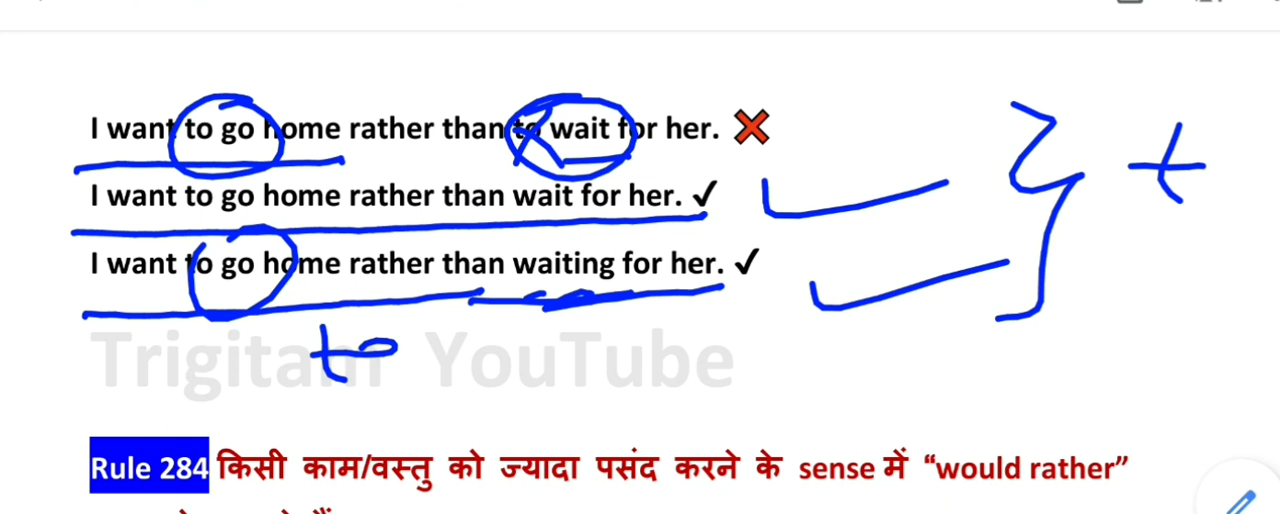 I want to go home rather than to wait for her. ❌
I want to go home rather than wait for her. ✓
I want to go home rather than waiting for her. ✓
to
Trigitam YouTube
Rule 284 किसी काम/वस्तु को ज्यादा पसंद करने के sense में “would rather”